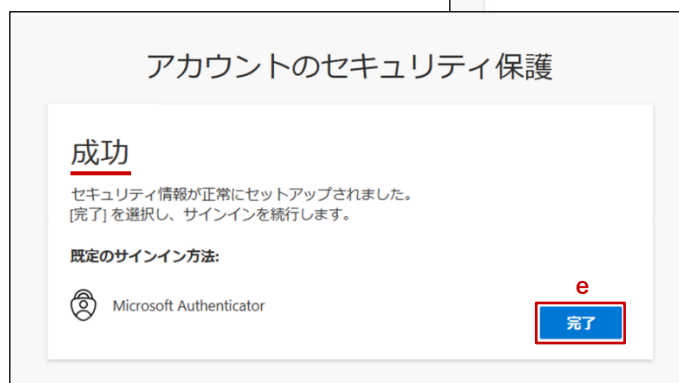 アカウントのセキュリティ保護
成功
セキュリティ情報が正常にセットアップされました。
[完了] を選択し、サインインを続行します。
既定のサインイン方法:
Microsoft Authenticator
e
完了